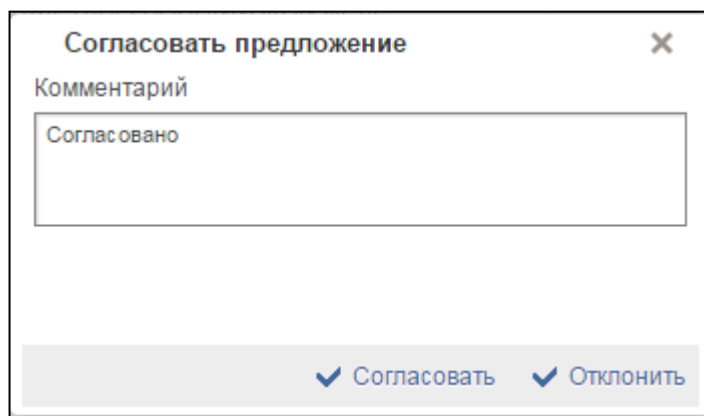 Согласовать предложение
Комментарий
Согласовано
Согласовать Отклонить